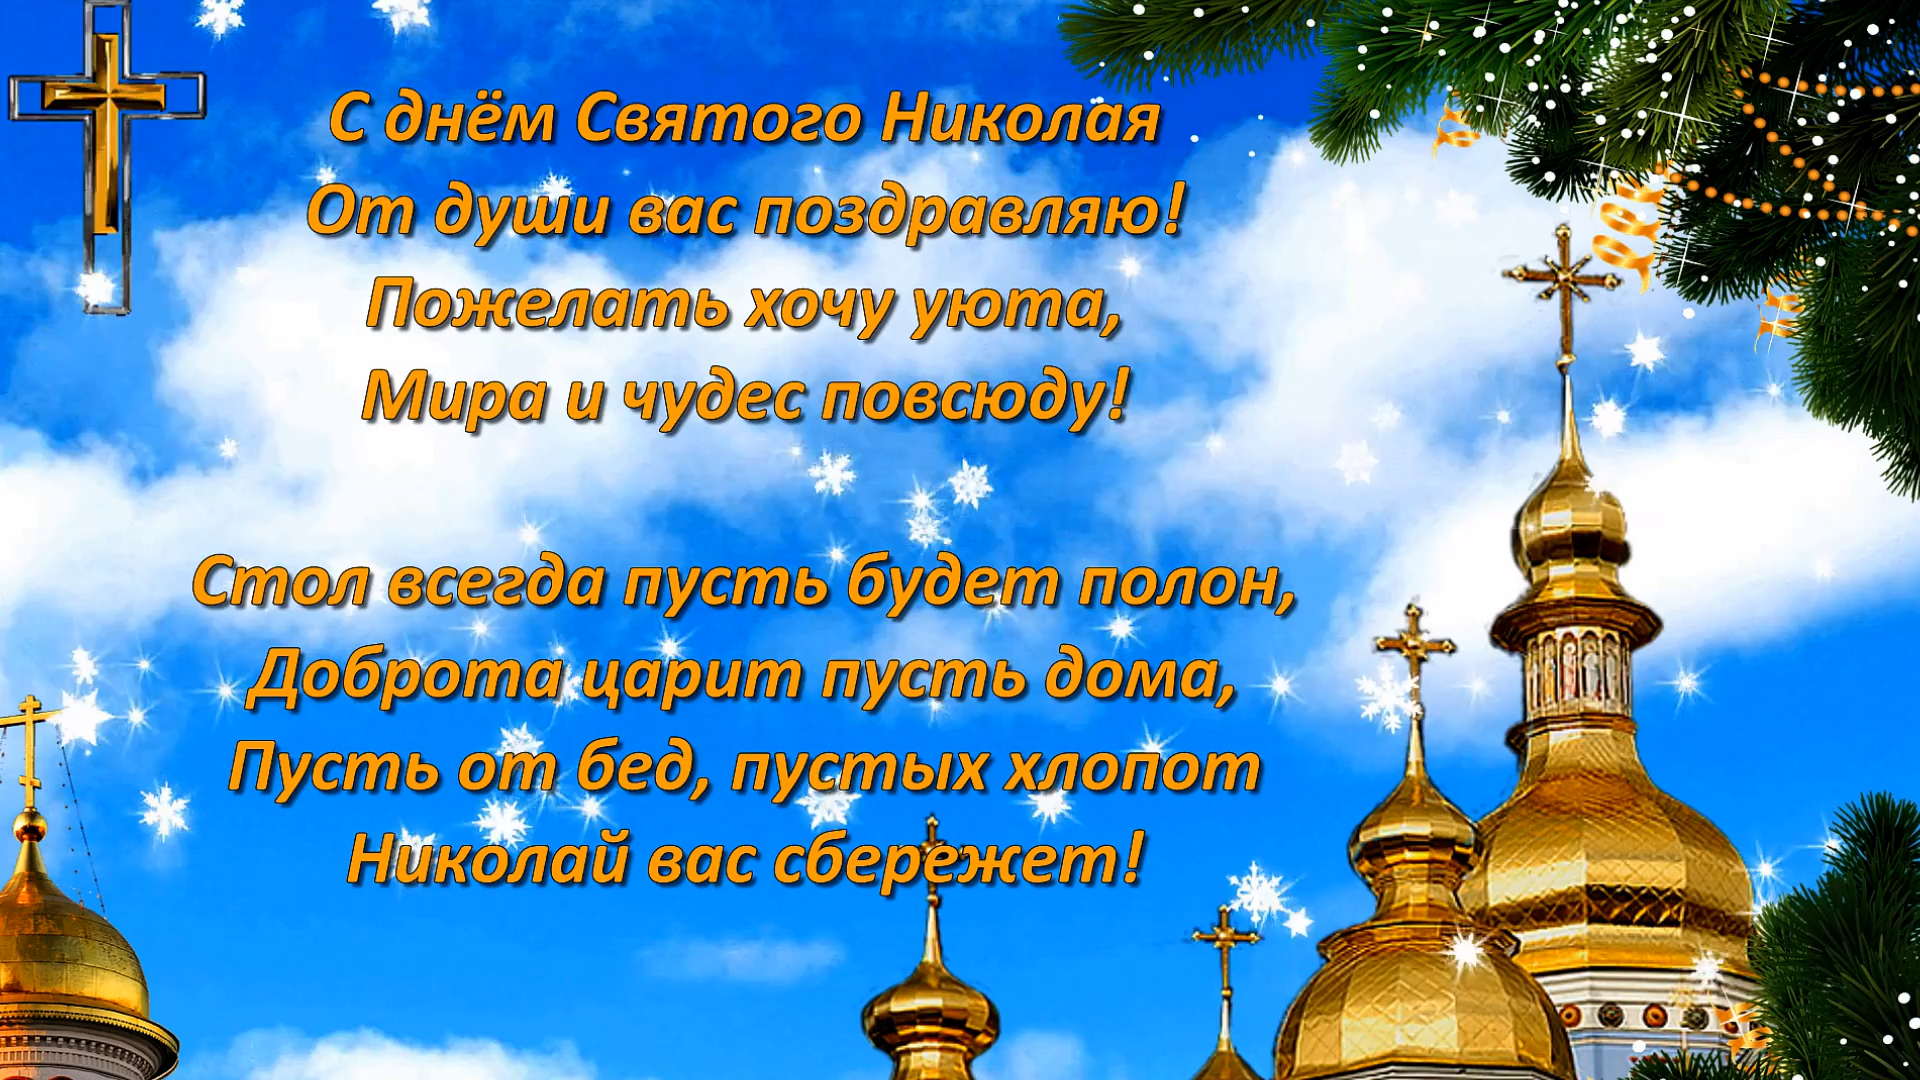 С днём Святого Николая
От души вас поздравляю!
Пожелать хочу уюта,
Мира и чудес повсюду!
Стол всегда пусть будет полон,
Доброта царит пусть дома,
Пусть от бед, пустых хлопот
Николай вас сбережет!